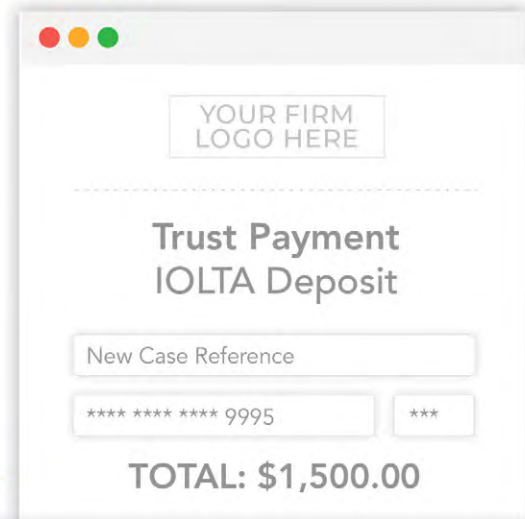 YOUR FIRM
LOGO HERE
Trust Payment
IOLTA Deposit
New Case Reference
**** **** **** 9995 ***
TOTAL: $1,500.00